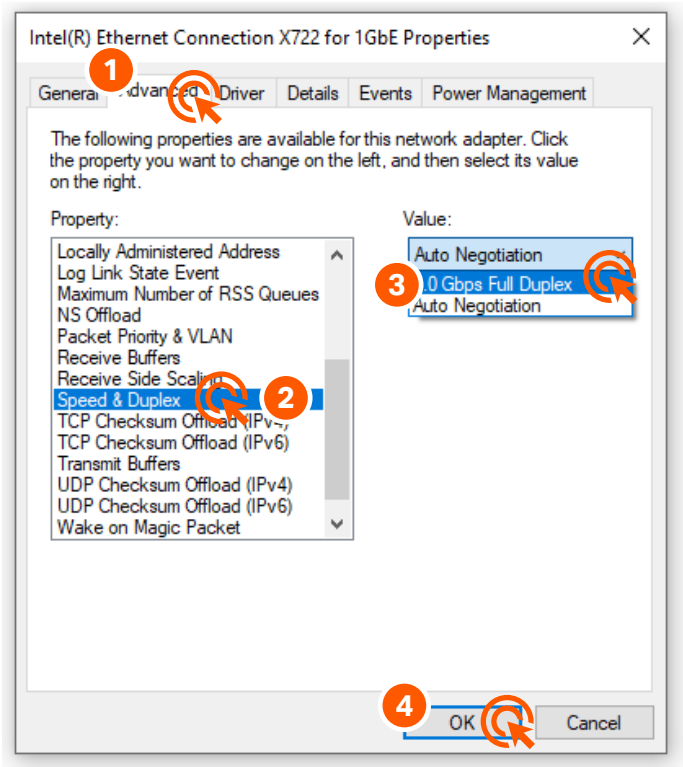 Intel(R) Ethernet Connection X722 for 1GbE Properties
1
General Advanced Driver Details Events Power Management
The following properties are available for this network adapter. Click
the property you want to change on the left, and then select its value
on the right.
Property:
Locally Administered Address
Log Link State Event
Maximum Number of RSS Queues
NS Offload
Packet Priority & VLAN
Receive Buffers
Receive Side Scaling
Speed & Duplex
2
TCP Checksum Offload (IPv4)
TCP Checksum Offload (IPv6)
Transmit Buffers
UDP Checksum Offload (IPv4)
UDP Checksum Offload (IPv6)
Wake on Magic Packet
Value:
Auto Negotiation
3
.0 Gbps Full Duplex
Auto Negotiation
4
OK Cancel